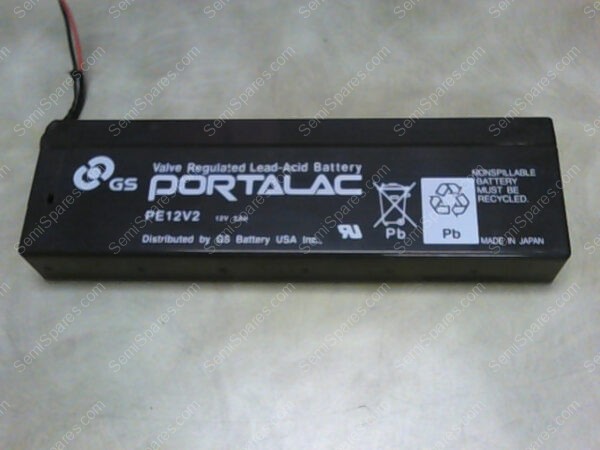 Valve Regulated Lead-Acid Battery
GS PORTALAC
PE12V2 12V 2AH
Distributed by GS Battery USA Inc.,
Pb
Pb
NONSPILLABLE
BATTERY
MUST BE
RECYCLED.
MADE IN JAPAN
SemiSpares.com